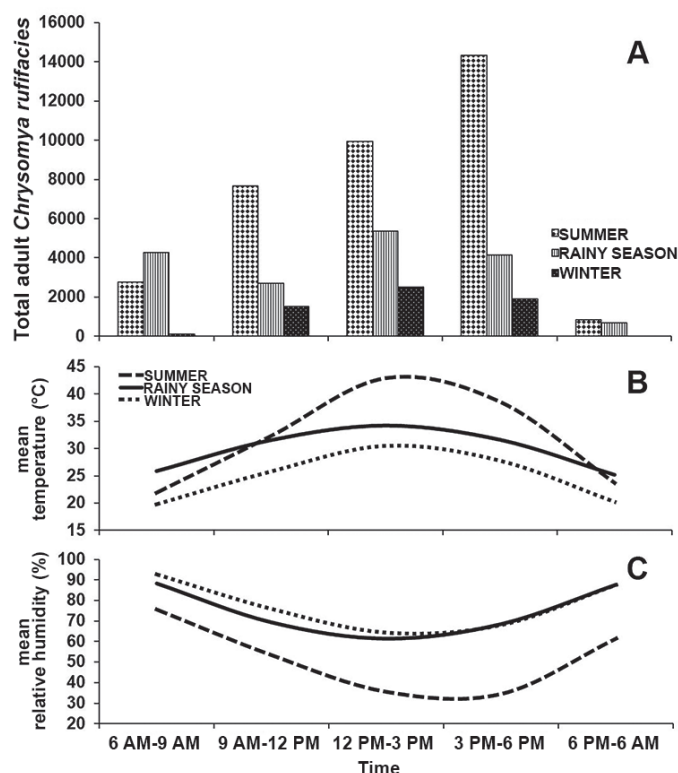 16000
14000
12000
10000
8000
6000
4000
2000
0
Total adult Chrysomya rufifacies
A
SUMMER
RAINY SEASON
WINTER
45
40
35
30
25
20
15
mean
temperature (°C)
SUMMER
RAINY SEASON
WINTER
B
100
90
80
70
60
50
40
30
20
mean
relative humidity (%)
C
6 AM-9 AM 9 AM-12 PM 12 PM-3 PM 3 PM-6 PM 6 PM-6 AM
Time